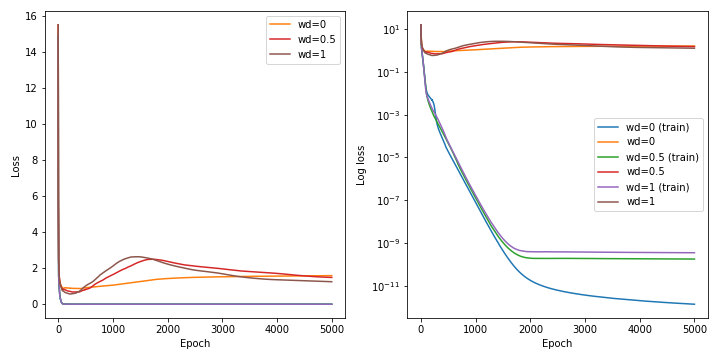 16
14
12
10
8
6
4
2
0
Loss
0
1000
2000
3000
4000
5000
Epoch
wd=0
wd=0.5
wd=1
10^1
10^-1
10^-3
10^-5
10^-7
10^-9
10^-11
Log loss
0
1000
2000
3000
4000
5000
Epoch
wd=0 (train)
wd=0
wd=0.5 (train)
wd=0.5
wd=1 (train)
wd=1